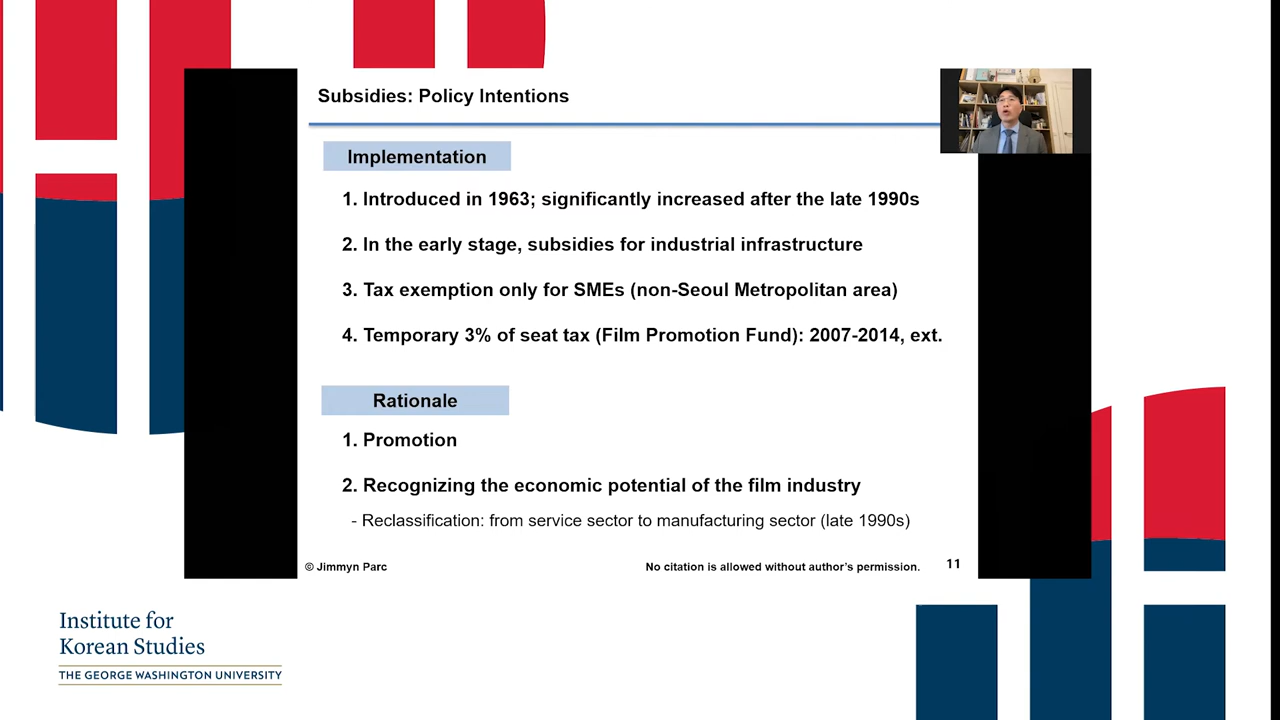 Subsidies: Policy Intentions
Implementation
1. Introduced in 1963; significantly increased after the late 1990s
2. In the early stage, subsidies for industrial infrastructure
3. Tax exemption only for SMEs (non-Seoul Metropolitan area)
4. Temporary 3% of seat tax (Film Promotion Fund): 2007-2014, ext.
Rationale
1. Promotion
2. Recognizing the economic potential of the film industry
- Reclassification: from service sector to manufacturing sector (late 1990s)
© Jimmyn Parc
No citation is allowed without author's permission.
11
Institute for
Korean Studies
THE GEORGE WASHINGTON UNIVERSITY